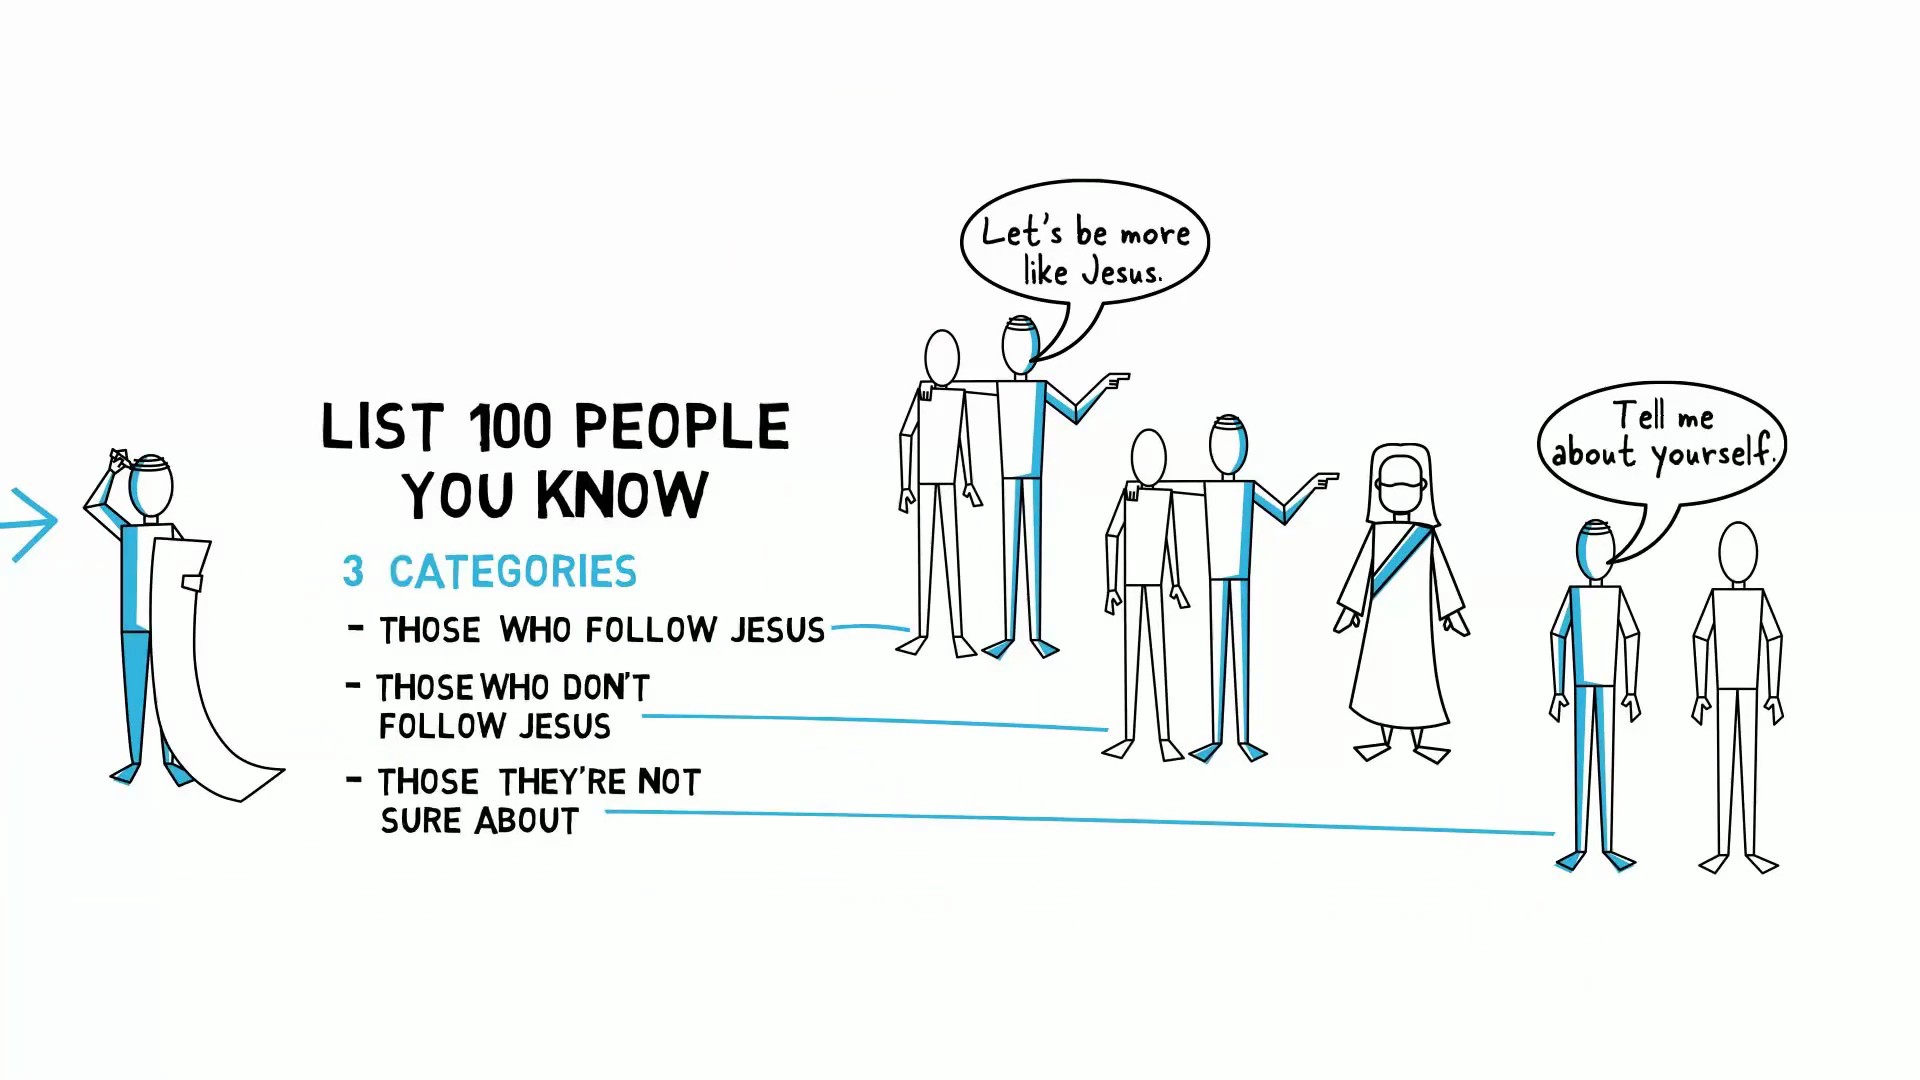 LIST 100 PEOPLE
YOU KNOW
3 CATEGORIES
- THOSE WHO FOLLOW JESUS
- THOSE WHO DON'T
FOLLOW JESUS
- THOSE THEY'RE NOT
SURE ABOUT
Let's be more
like Jesus.
Tell me
about yourself.